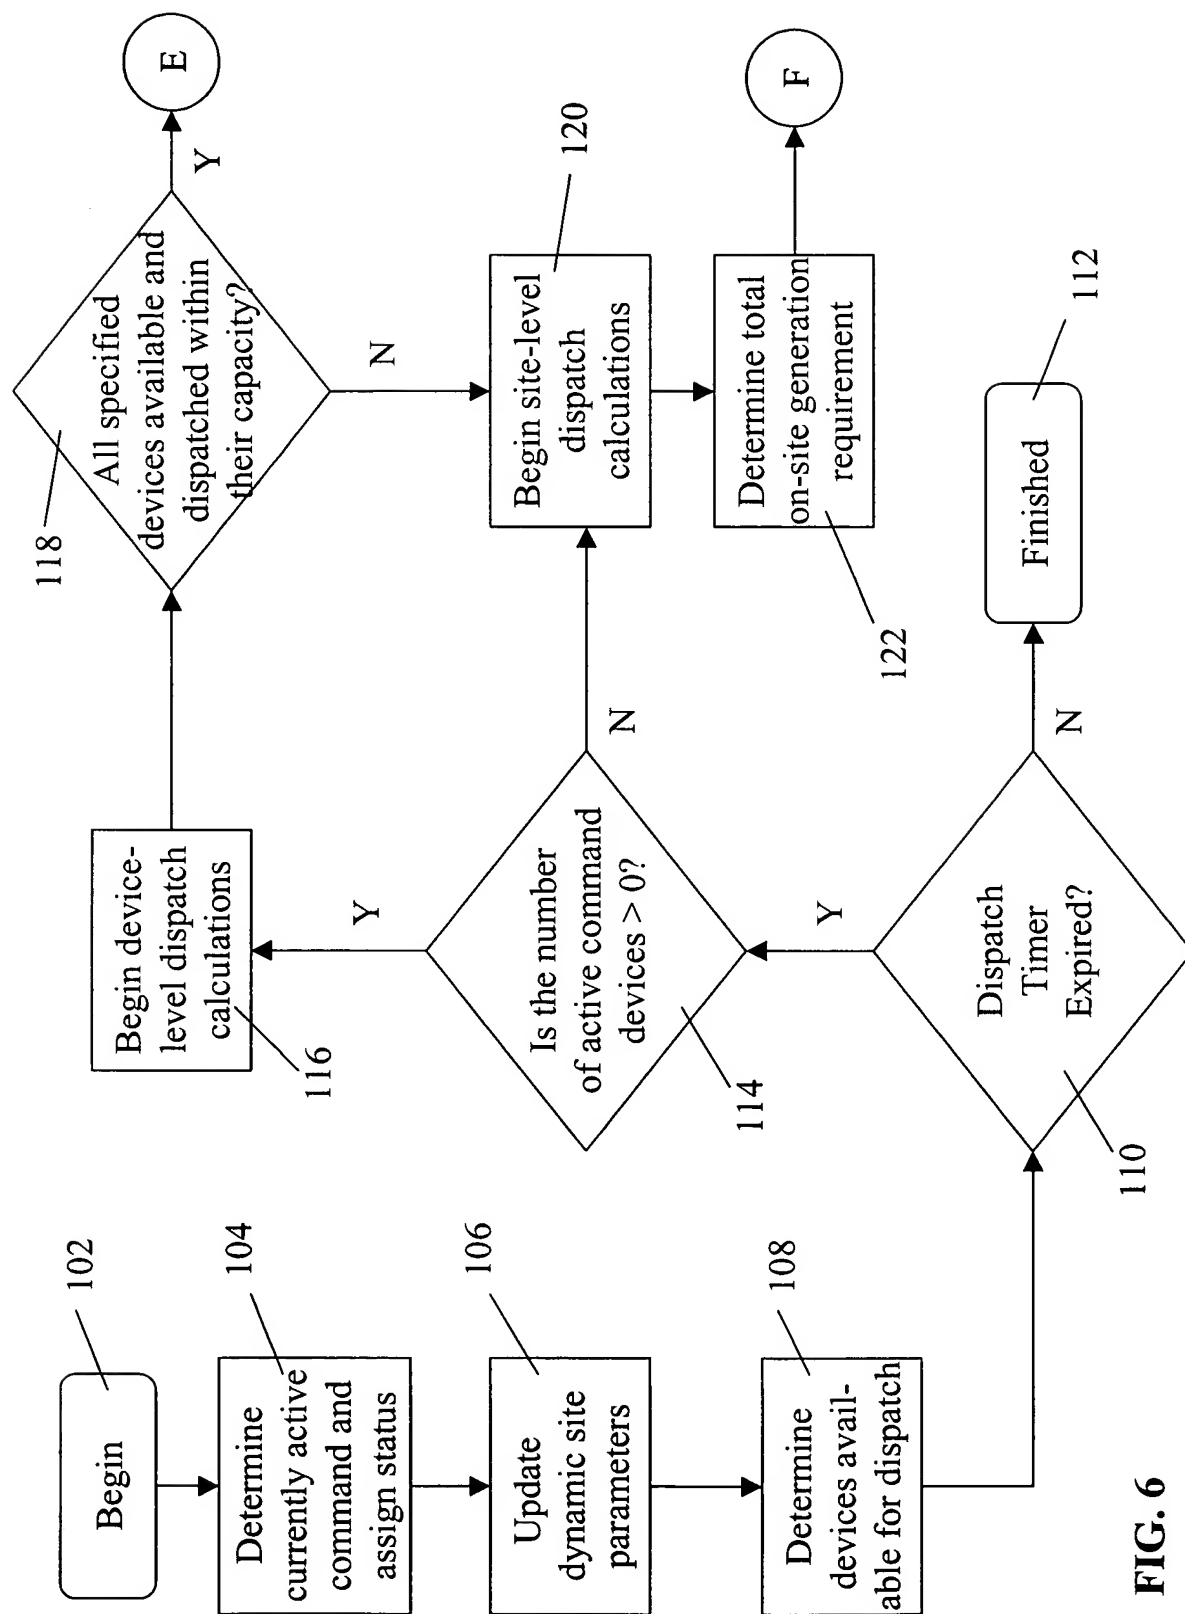 102
Begin
104
Determine
currently active
command and
assign status
106
Update
dynamic site
parameters
108
Determine
devices avail-
able for dispatch
110
Dispatch
Timer
Expired?
N
112
Finished
Y
114
Is the number
of active command
devices > 0?
Y
N
116
Begin device-
level dispatch
calculations
118
All specified
devices available and
dispatched within
their capacity?
Y
E
N
120
Begin site-level
dispatch
calculations
122
Determine total
on-site generation
requirement
F
FIG. 6